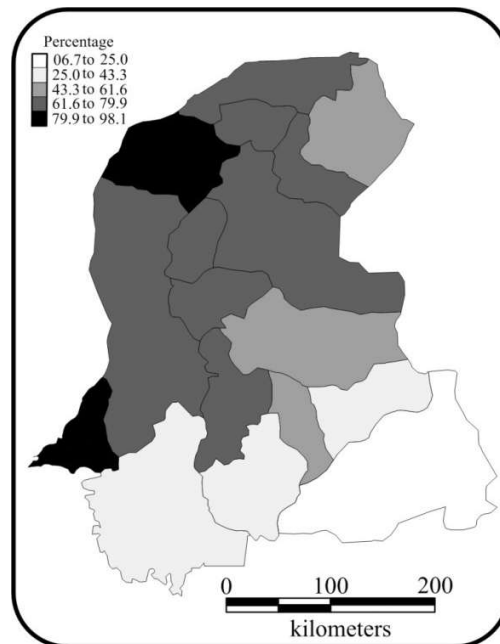 Percentage
06.7 to 25.0
25.0 to 43.3
43.3 to 61.6
61.6 to 79.9
79.9 to 98.1
0 100 200
kilometers